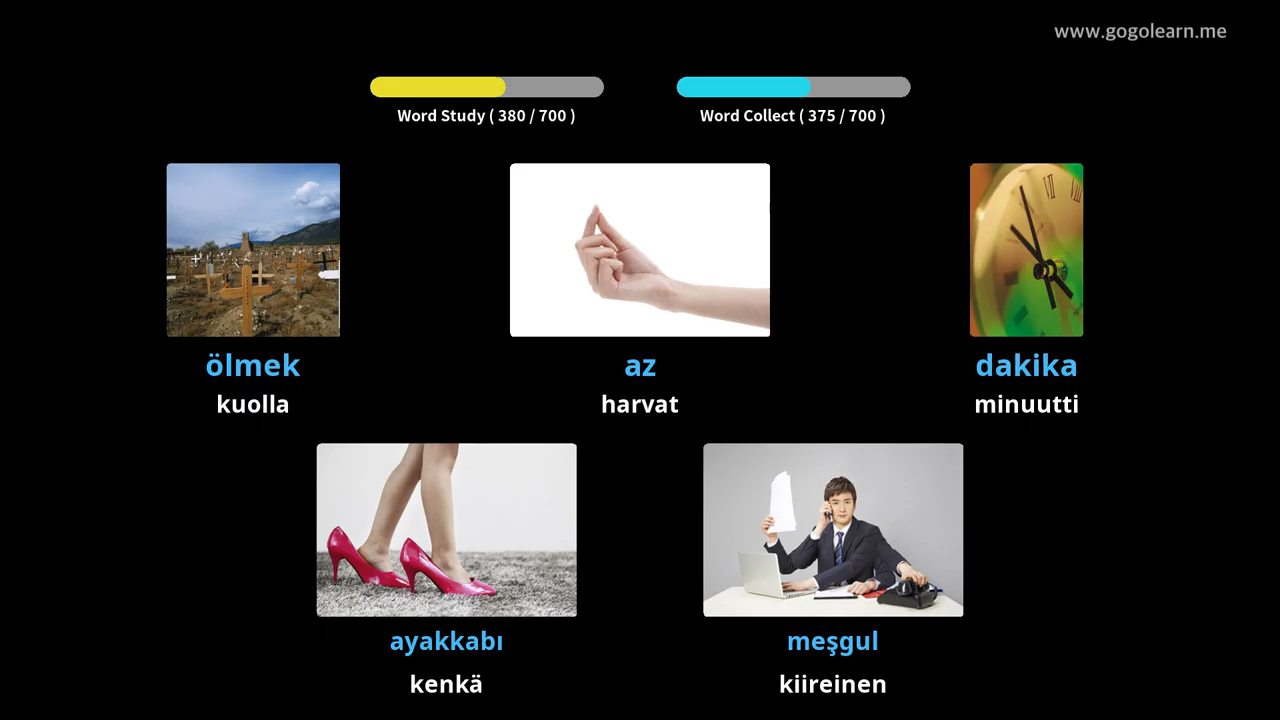 www.gogolearn.me
Word Study ( 380 / 700 )
Word Collect ( 375 / 700 )
ölmek
kuolla
az
harvat
dakika
minuutti
ayakkabı
kenkä
meşgul
kiireinen